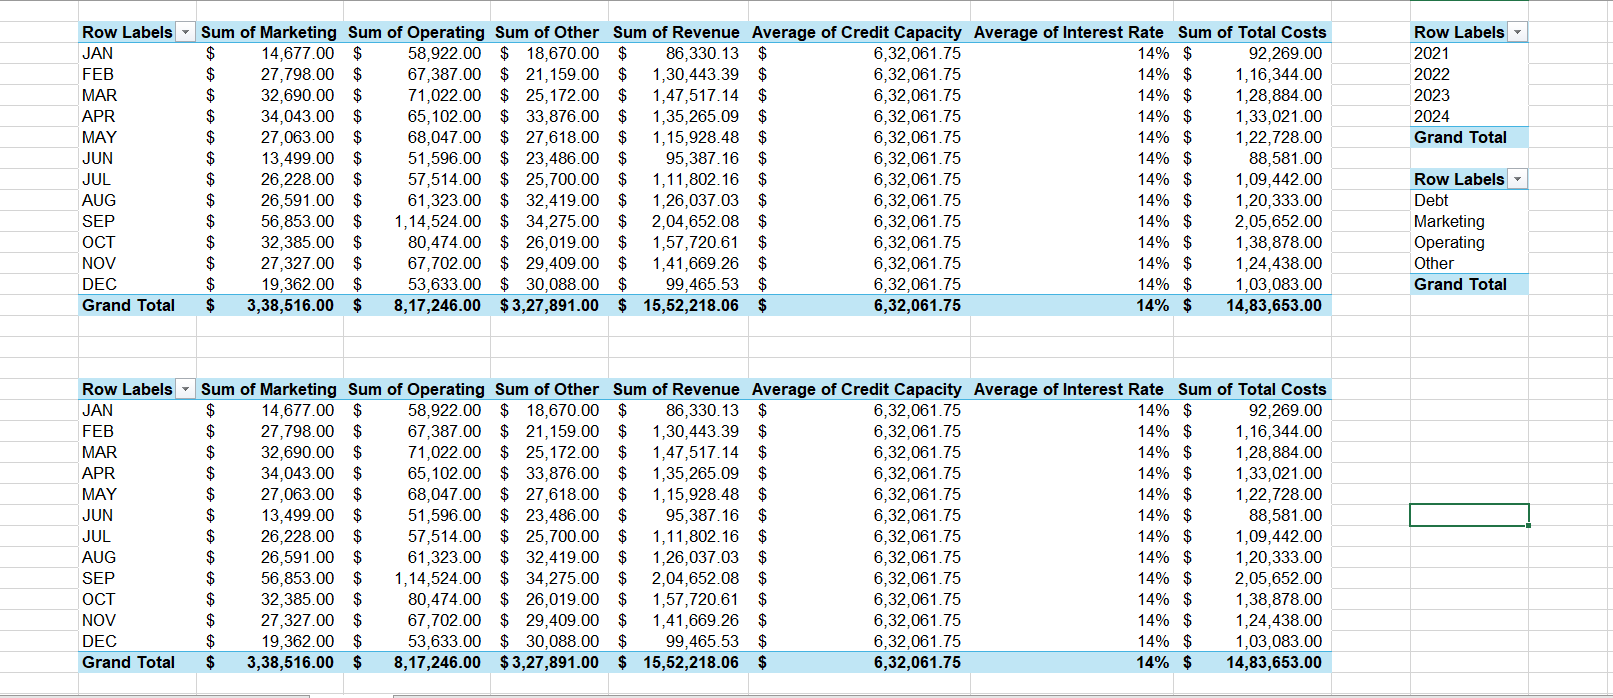 Row Labels Sum of Marketing Sum of Operating Sum of Other Sum of Revenue Average of Credit Capacity Average of Interest Rate Sum of Total Costs
JAN $ 14,677.00 $ 58,922.00 $ 18,670.00 $ 86,330.13 $ 6,32,061.75 14% $ 92,269.00
FEB $ 27,798.00 $ 67,387.00 $ 21,159.00 $ 1,30,443.39 $ 6,32,061.75 14% $ 1,16,344.00
MAR $ 32,690.00 $ 71,022.00 $ 25,172.00 $ 1,47,517.14 $ 6,32,061.75 14% $ 1,28,884.00
APR $ 34,043.00 $ 65,102.00 $ 33,876.00 $ 1,35,265.09 $ 6,32,061.75 14% $ 1,33,021.00
MAY $ 27,063.00 $ 68,047.00 $ 27,618.00 $ 1,15,928.48 $ 6,32,061.75 14% $ 1,22,728.00
JUN $ 13,499.00 $ 51,596.00 $ 23,486.00 $ 95,387.16 $ 6,32,061.75 14% $ 88,581.00
JUL $ 26,228.00 $ 57,514.00 $ 25,700.00 $ 1,11,802.16 $ 6,32,061.75 14% $ 1,09,442.00
AUG $ 26,591.00 $ 61,323.00 $ 32,419.00 $ 1,26,037.03 $ 6,32,061.75 14% $ 1,20,333.00
SEP $ 56,853.00 $ 1,14,524.00 $ 34,275.00 $ 2,04,652.08 $ 6,32,061.75 14% $ 2,05,652.00
OCT $ 32,385.00 $ 80,474.00 $ 26,019.00 $ 1,57,720.61 $ 6,32,061.75 14% $ 1,38,878.00
NOV $ 27,327.00 $ 67,702.00 $ 29,409.00 $ 1,41,669.26 $ 6,32,061.75 14% $ 1,24,438.00
DEC $ 19,362.00 $ 53,633.00 $ 30,088.00 $ 99,465.53 $ 6,32,061.75 14% $ 1,03,083.00
Grand Total $ 3,38,516.00 $ 8,17,246.00 $ 3,27,891.00 $ 15,52,218.06 $ 6,32,061.75 14% $ 14,83,653.00
Row Labels
2021
2022
2023
2024
Grand Total
Row Labels
Debt
Marketing
Operating
Other
Grand Total
Row Labels Sum of Marketing Sum of Operating Sum of Other Sum of Revenue Average of Credit Capacity Average of Interest Rate Sum of Total Costs
JAN $ 14,677.00 $ 58,922.00 $ 18,670.00 $ 86,330.13 $ 6,32,061.75 14% $ 92,269.00
FEB $ 27,798.00 $ 67,387.00 $ 21,159.00 $ 1,30,443.39 $ 6,32,061.75 14% $ 1,16,344.00
MAR $ 32,690.00 $ 71,022.00 $ 25,172.00 $ 1,47,517.14 $ 6,32,061.75 14% $ 1,28,884.00
APR $ 34,043.00 $ 65,102.00 $ 33,876.00 $ 1,35,265.09 $ 6,32,061.75 14% $ 1,33,021.00
MAY $ 27,063.00 $ 68,047.00 $ 27,618.00 $ 1,15,928.48 $ 6,32,061.75 14% $ 1,22,728.00
JUN $ 13,499.00 $ 51,596.00 $ 23,486.00 $ 95,387.16 $ 6,32,061.75 14% $ 88,581.00
JUL $ 26,228.00 $ 57,514.00 $ 25,700.00 $ 1,11,802.16 $ 6,32,061.75 14% $ 1,09,442.00
AUG $ 26,591.00 $ 61,323.00 $ 32,419.00 $ 1,26,037.03 $ 6,32,061.75 14% $ 1,20,333.00
SEP $ 56,853.00 $ 1,14,524.00 $ 34,275.00 $ 2,04,652.08 $ 6,32,061.75 14% $ 2,05,652.00
OCT $ 32,385.00 $ 80,474.00 $ 26,019.00 $ 1,57,720.61 $ 6,32,061.75 14% $ 1,38,878.00
NOV $ 27,327.00 $ 67,702.00 $ 29,409.00 $ 1,41,669.26 $ 6,32,061.75 14% $ 1,24,438.00
DEC $ 19,362.00 $ 53,633.00 $ 30,088.00 $ 99,465.53 $ 6,32,061.75 14% $ 1,03,083.00
Grand Total $ 3,38,516.00 $ 8,17,246.00 $ 3,27,891.00 $ 15,52,218.06 $ 6,32,061.75 14% $ 14,83,653.00